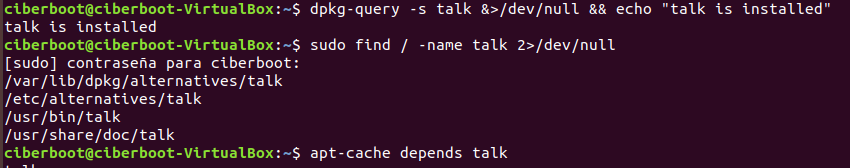 ciberboot@ciberboot-VirtualBox:~$ dpkg-query -s talk &>/dev/null && echo "talk is installed"
talk is installed
ciberboot@ciberboot-VirtualBox:~$ sudo find / -name talk 2>/dev/null
[sudo] contraseña para ciberboot:
/var/lib/dpkg/alternatives/talk
/etc/alternatives/talk
/usr/bin/talk
/usr/share/doc/talk
ciberboot@ciberboot-VirtualBox:~$ apt-cache depends talk